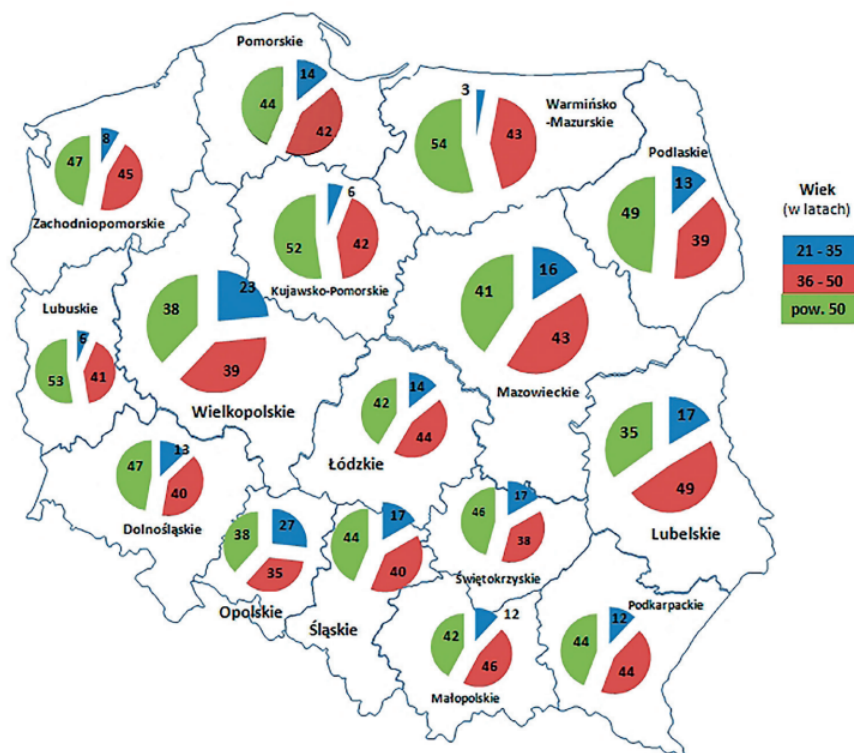 Pomorskie
14
44
42
3
Warmińsko
-Mazurskie
54
43
8
47
45
Zachodniopomorskie
Podlaskie
13
49
39
Wiek
(w latach)
21 - 35
36 - 50
pow. 50
6
52
42
Kujawsko-Pomorskie
23
38
39
Wielkopolskie
16
41
43
Mazowieckie
Lubuskie
6
53
41
14
42
44
Łódzkie
17
35
49
Lubelskie
13
47
40
Dolnośląskie
27
38
35
Opolskie
17
44
40
Śląskie
17
46
38
Świętokrzyskie
12
42
46
Małopolskie
Podkarpackie
12
44
44